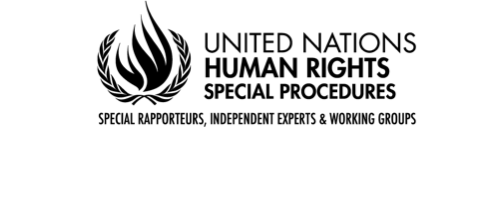 UNITED NATIONS
HUMAN RIGHTS
SPECIAL PROCEDURES
SPECIAL RAPPORTEURS, INDEPENDENT EXPERTS & WORKING GROUPS